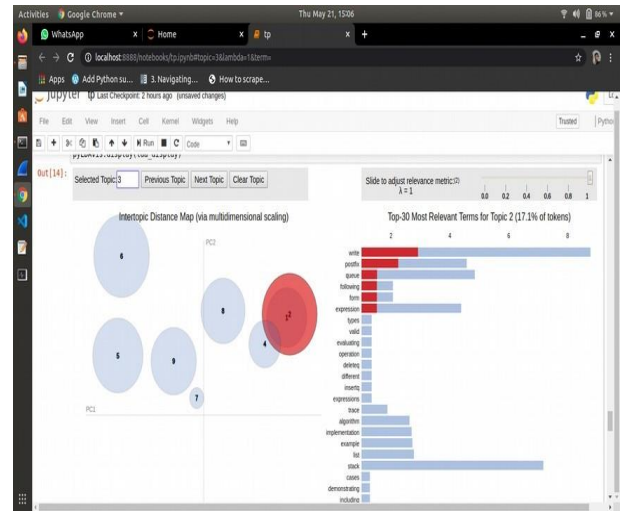 Activities Google Chrome ▾ Thu May 21, 15:06 86% ▾
WhatsApp x Home x tp x +
localhost:8888/notebooks/tp.ipynb#topic=3&lambda=1&term=
Apps Add Python su... 3. Navigating... How to scrape...
jupyter tp Last Checkpoint: 2 hours ago (unsaved changes)
File Edit View Insert Cell Kernel Widgets Help Trusted Pytho
Run Code
Out[14]:
Selected Topic: 3 Previous Topic Next Topic Clear Topic
Slide to adjust relevance metric:(2)
λ = 1
0.0 0.2 0.4 0.6 0.8 1
Intertopic Distance Map (via multidimensional scaling)
PC2
PC1
6
8
1 2
4
5
9
7
Top-30 Most Relevant Terms for Topic 2 (17.1% of tokens)
2 4 6 8
write
postfix
queue
following
form
expression
types
valid
evaluating
operation
deleteq
different
insertq
expressions
trace
algorithm
implementation
example
list
stack
cases
demonstrating
including